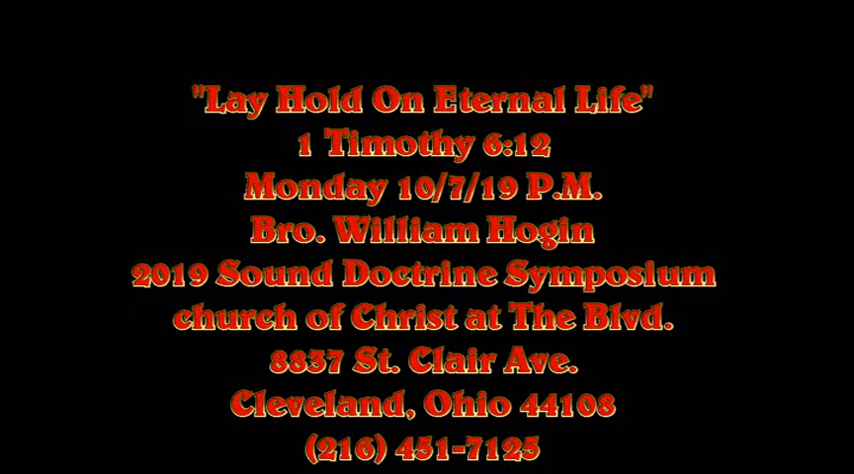 "Lay Hold On Eternal Life"
1 Timothy 6:12
Monday 10/7/19 P.M.
Bro. William Hogin
2019 Sound Doctrine Symposium
church of Christ at The Blvd.
8837 St. Clair Ave.
Cleveland, Ohio 44108
(216) 451-7125